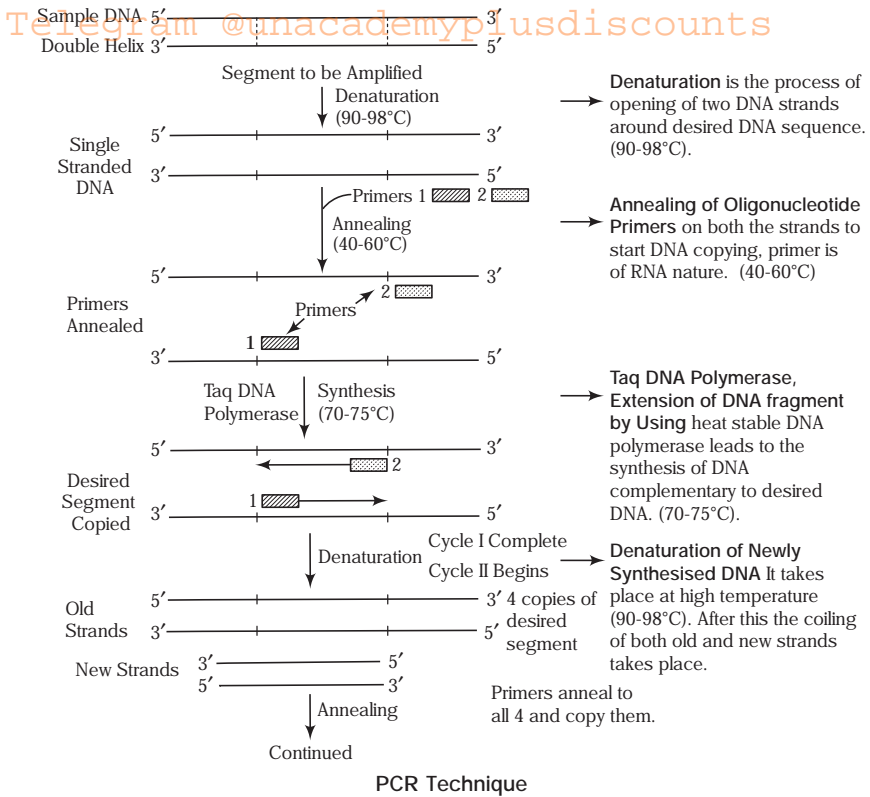 Telegram @unacademyplusdiscounts
Sample DNA 5′ 3′
Double Helix 3′ 5′
Segment to be Amplified
Denaturation
(90-98°C)
Denaturation is the process of
opening of two DNA strands
around desired DNA sequence.
(90-98°C).
5′ 3′
Single
Stranded
DNA
3′ 5′
Primers 1 2
Annealing
(40-60°C)
Annealing of Oligonucleotide
Primers on both the strands to
start DNA copying, primer is
of RNA nature. (40-60°C)
5′ 3′
2
Primers
Annealed
Primers
1
3′ 5′
Taq DNA
Polymerase
Synthesis
(70-75°C)
Taq DNA Polymerase,
Extension of DNA fragment
by Using heat stable DNA
polymerase leads to the
synthesis of DNA
complementary to desired
DNA. (70-75°C).
5′ 3′
2
Desired
Segment
Copied
1
3′ 5′
Denaturation
Cycle I Complete
Cycle II Begins
Denaturation of Newly
Synthesised DNA It takes
place at high temperature
(90-98°C). After this the coiling
of both old and new strands
takes place.
Old
Strands
5′ 3′
3′ 5′
4 copies of
desired
segment
New Strands
3′ 5′
5′ 3′
Primers anneal to
all 4 and copy them.
Annealing
Continued
PCR Technique